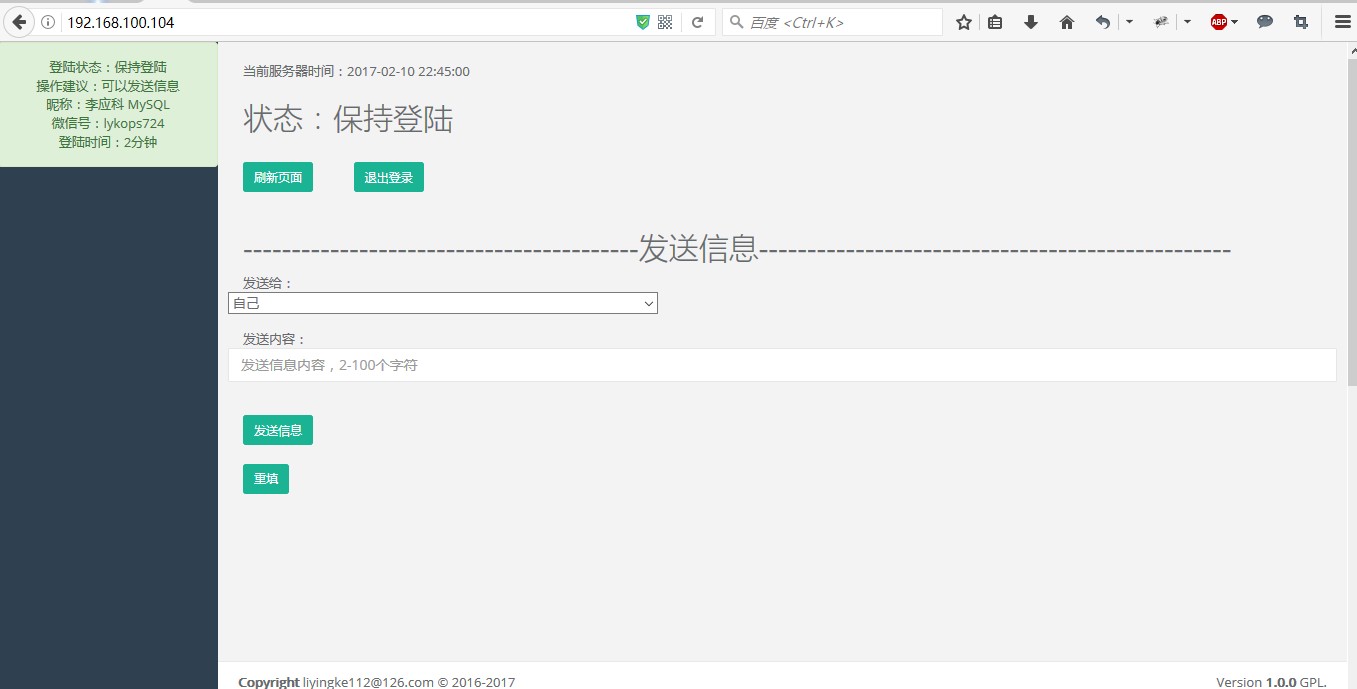 192.168.100.104
百度 <Ctrl+K>
ABP
登陆状态：保持登陆
操作建议：可以发送信息
昵称：李应科 MySQL
微信号：lykops724
登陆时间：2分钟
当前服务器时间：2017-02-10 22:45:00
状态：保持登陆
刷新页面 退出登录
-----------------------------------------发送信息-------------------------------------------------
发送给：
自己
发送内容：
发送信息内容，2-100个字符
发送信息
重填
Copyright liyingke112@126.com © 2016-2017
Version 1.0.0 GPL.